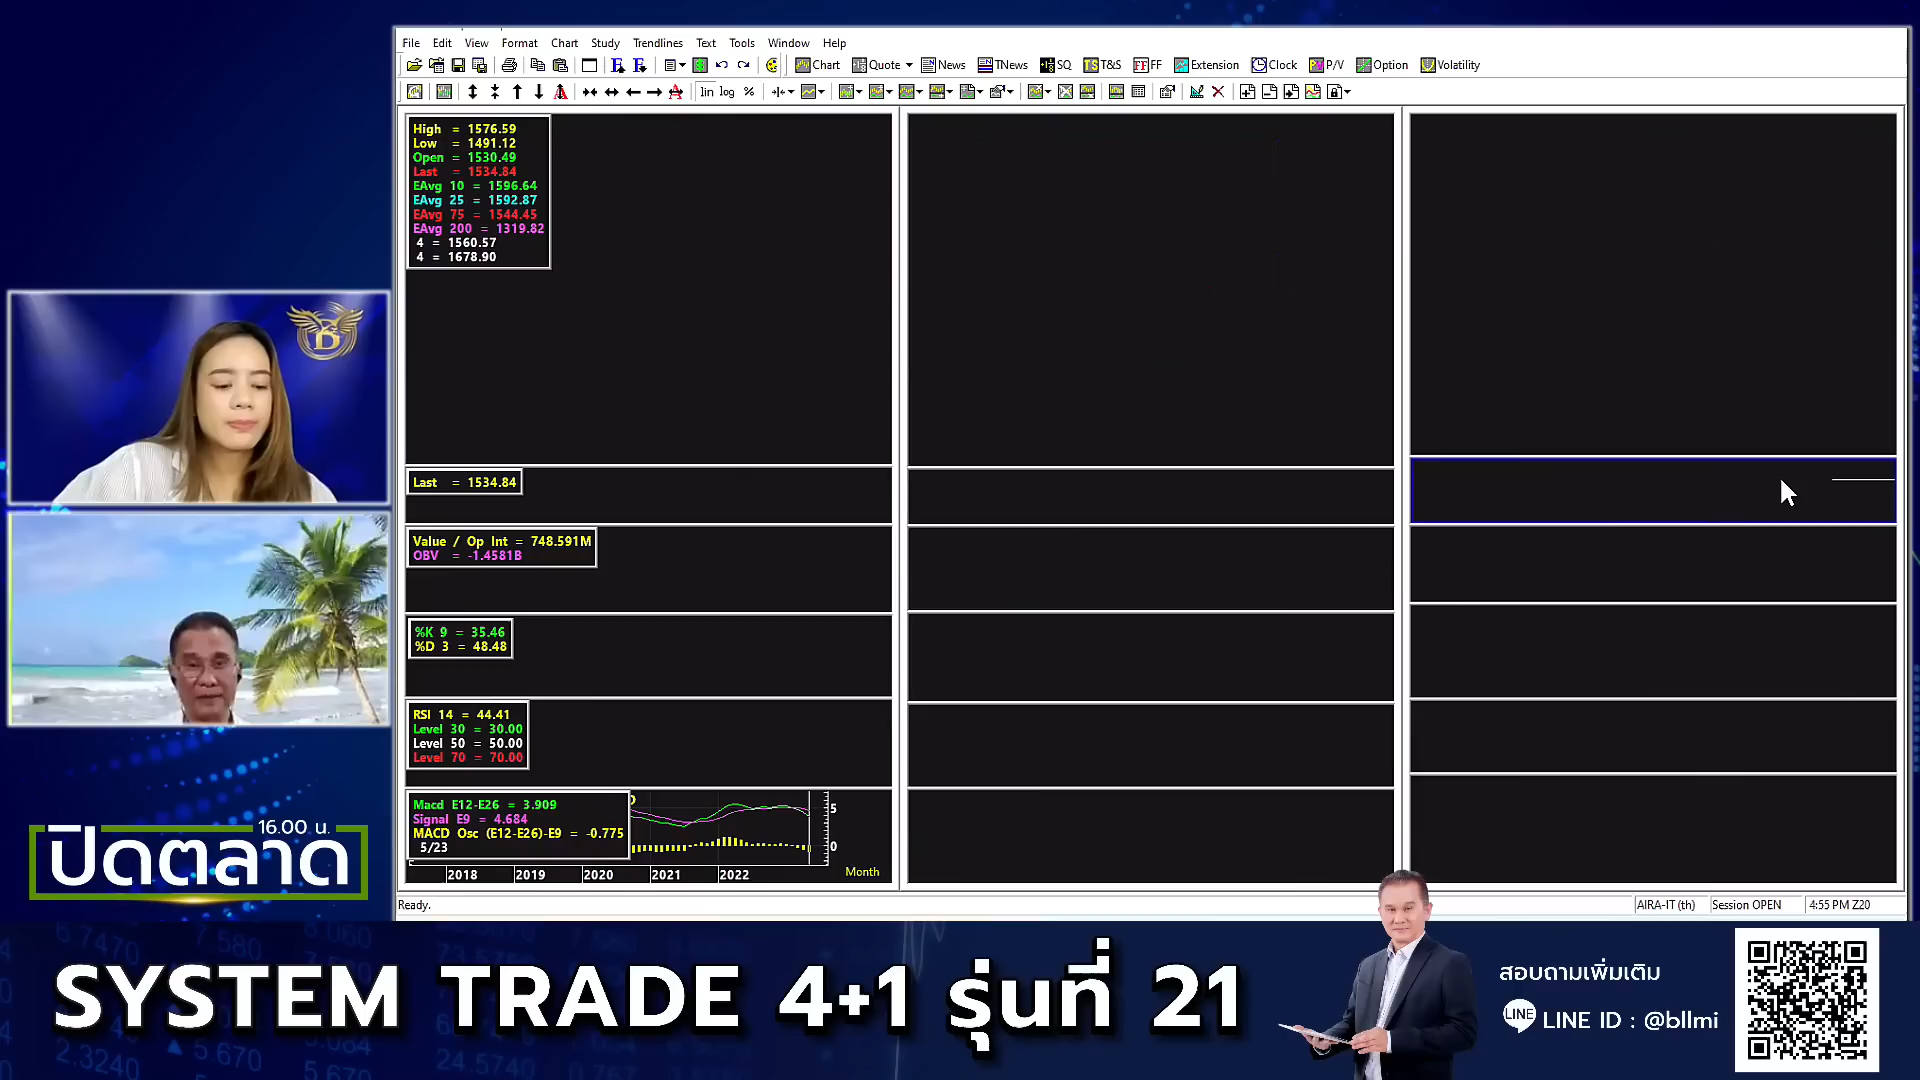 File Edit View Format Chart Study Trendlines Text Tools Window Help
Chart Quote News TNews SQ T&S FF Extension Clock P/V Option Volatility
lin log %
High = 1576.59
Low = 1491.12
Open = 1530.49
Last = 1534.84
EAvg 10 = 1596.64
EAvg 25 = 1592.87
EAvg 75 = 1544.45
EAvg 200 = 1319.82
4 = 1560.57
4 = 1678.90
Last = 1534.84
Value / Op Int = 748.591M
OBV = -1.4581B
%K 9 = 35.46
%D 3 = 48.48
RSI 14 = 44.41
Level 30 = 30.00
Level 50 = 50.00
Level 70 = 70.00
Macd E12-E26 = 3.909
Signal E9 = 4.684
MACD Osc (E12-E26)-E9 = -0.775
5/23
5
0
2018 2019 2020 2021 2022 Month
Ready. AIRA-IT (th) Session OPEN 4:55 PM Z20
16.00 น.
ปิดตลาด
SYSTEM TRADE 4+1 รุ่นที่ 21
สอบถามเพิ่มเติม
LINE LINE ID : @bllmi